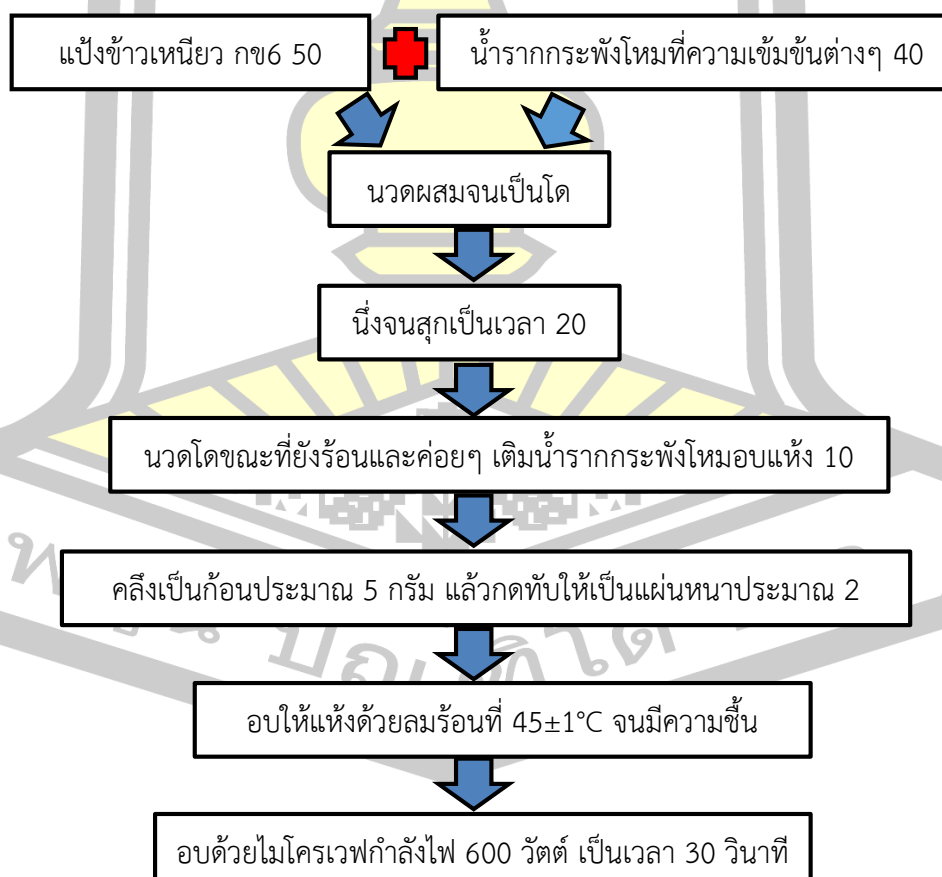 แป้งข้าวเหนียว กข6 50
น้ำรากกระพังโหมที่ความเข้มข้นต่างๆ 40
นวดผสมจนเป็นโด
นึ่งจนสุกเป็นเวลา 20
นวดโดขณะที่ยังร้อนและค่อยๆ เติมน้ำรากกระพังโหมอบแห้ง 10
คลึงเป็นก้อนประมาณ 5 กรัม แล้วกดทับให้เป็นแผ่นหนาประมาณ 2
อบให้แห้งด้วยลมร้อนที่ 45±1°C จนมีความชื้น
อบด้วยไมโครเวฟกำลังไฟ 600 วัตต์ เป็นเวลา 30 วินาที